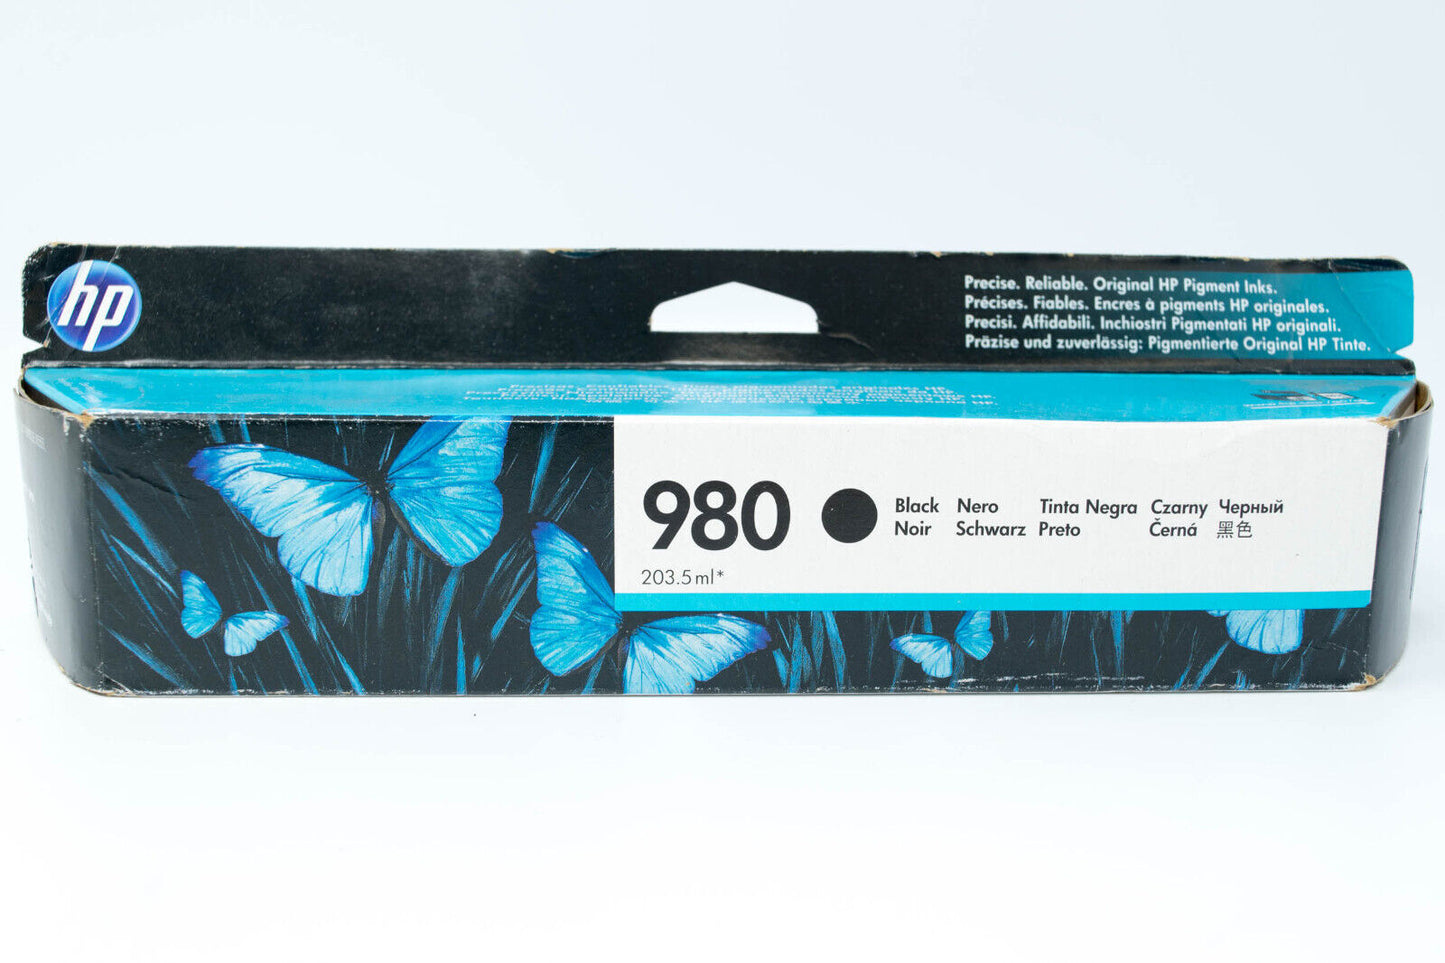 hp
Precise. Reliable. Original HP Pigment Inks.
Précises. Fiables. Encres à pigments HP originales.
Precisi. Affidabili. Inchiostri Pigmentati HP originali.
Präzise und zuverlässig: Pigmentierte Original HP Tinte.
980
203.5 ml*
Black Nero Tinta Negra Czarny Черный
Noir Schwarz Preto Černá 黑色